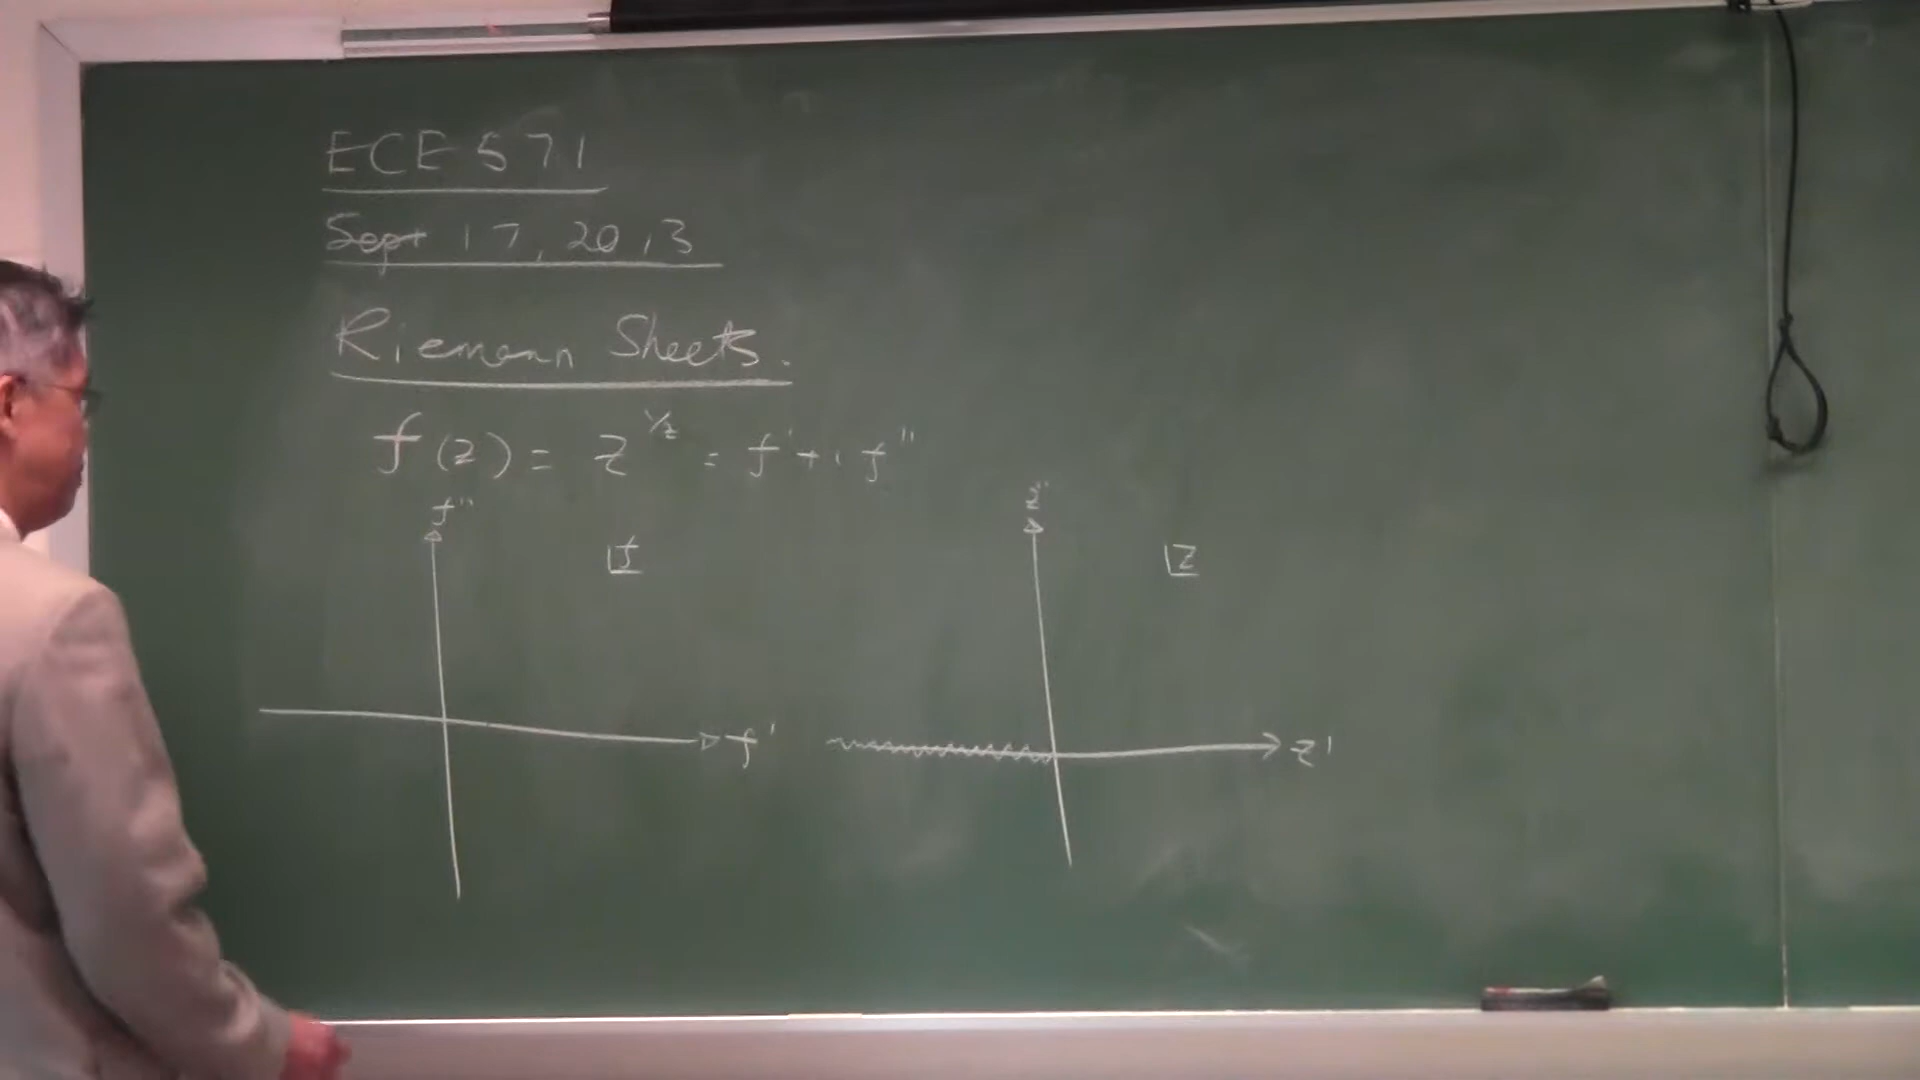 ECE 571
Sept 17, 2013
Riemann Sheets.
f(z) = z^{1/2} = f' + i f''
f''
f
f'
z''
z
z'